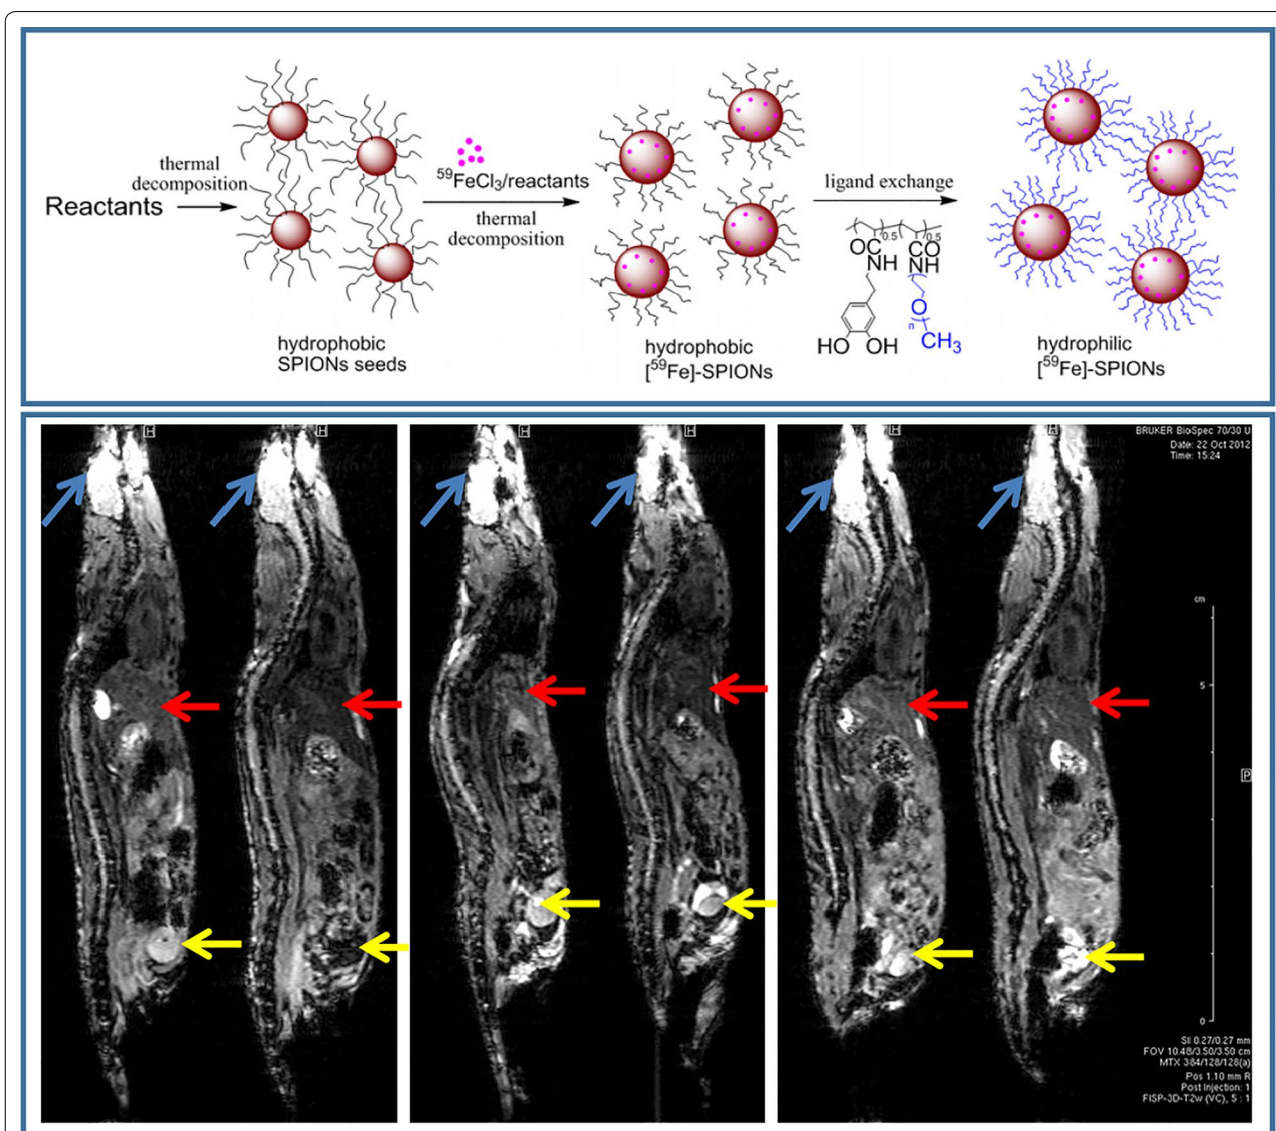 thermal
decomposition
Reactants
hydrophobic
SPIONs seeds
⁵⁹FeCl₃/reactants
thermal
decomposition
hydrophobic
[⁵⁹Fe]-SPIONs
ligand exchange
0.5 0.5
OC CO
NH NH
O
n
CH₃
HO OH
hydrophilic
[⁵⁹Fe]-SPIONs
H H H H H H
BRUKER BioSpec 70/30 U
Date: 22 Oct 2012
Time: 15:24
cm
5
P
0
SI 0.27/0.27 mm
FOV 10.48/3.50/3.50 cm
MTX 384/128/128(a)
Pos 1.10 mm R
Post Injection: 1
FISP-3D-T2w (VC), 5 : 1